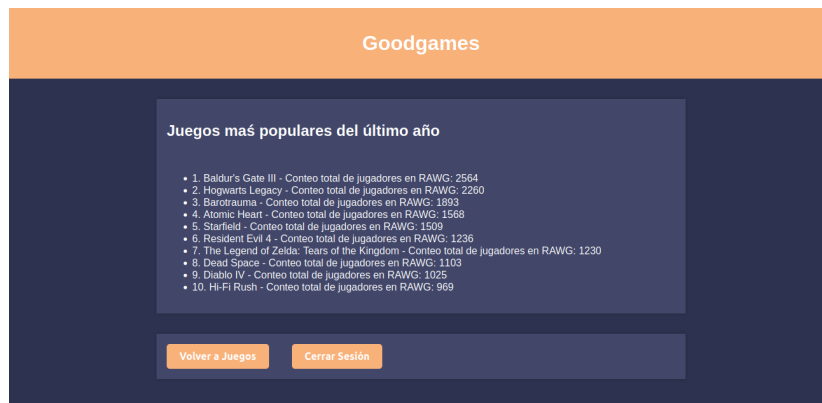 Goodgames
Juegos maś populares del último año
1. Baldur's Gate III - Conteo total de jugadores en RAWG: 2564
2. Hogwarts Legacy - Conteo total de jugadores en RAWG: 2260
3. Barotrauma - Conteo total de jugadores en RAWG: 1893
4. Atomic Heart - Conteo total de jugadores en RAWG: 1568
5. Starfield - Conteo total de jugadores en RAWG: 1509
6. Resident Evil 4 - Conteo total de jugadores en RAWG: 1236
7. The Legend of Zelda: Tears of the Kingdom - Conteo total de jugadores en RAWG: 1230
8. Dead Space - Conteo total de jugadores en RAWG: 1103
9. Diablo IV - Conteo total de jugadores en RAWG: 1025
10. Hi-Fi Rush - Conteo total de jugadores en RAWG: 969
Volver a Juegos Cerrar Sesión